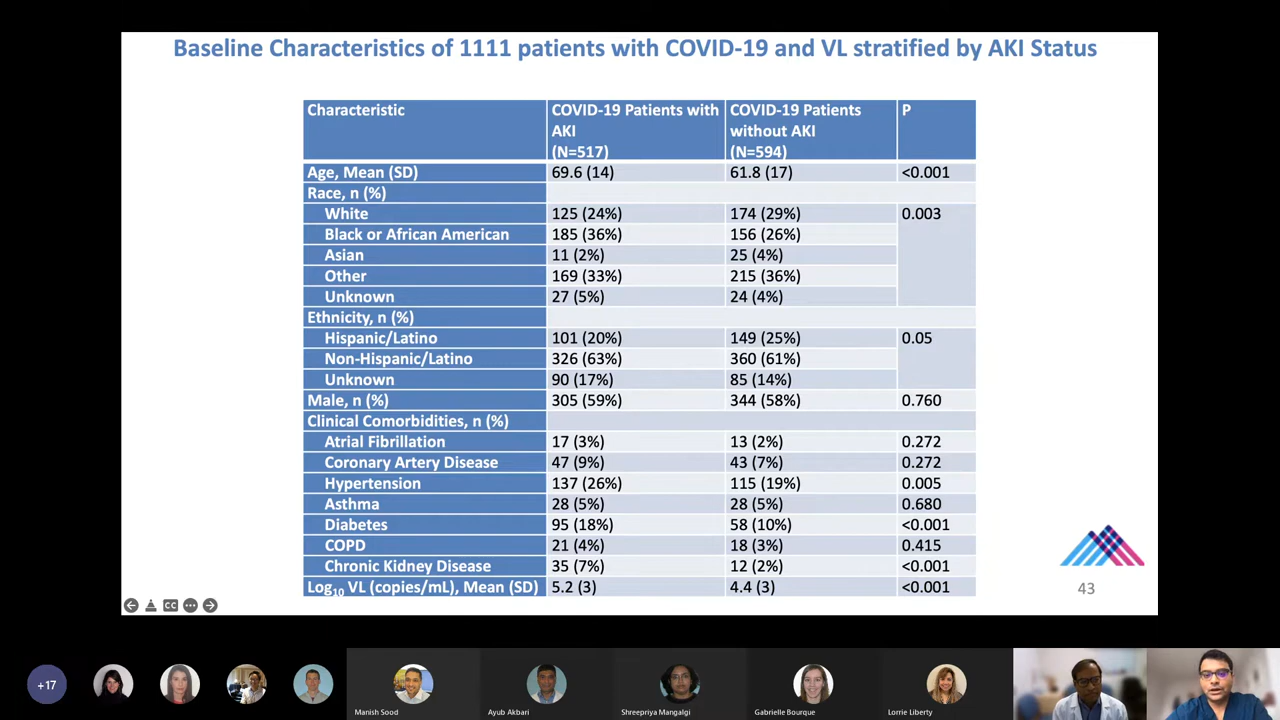 Baseline Characteristics of 1111 patients with COVID-19 and VL stratified by AKI Status
Characteristic COVID-19 Patients with AKI (N=517) COVID-19 Patients without AKI (N=594) P
Age, Mean (SD) 69.6 (14) 61.8 (17) <0.001
Race, n (%)
White 125 (24%) 174 (29%) 0.003
Black or African American 185 (36%) 156 (26%)
Asian 11 (2%) 25 (4%)
Other 169 (33%) 215 (36%)
Unknown 27 (5%) 24 (4%)
Ethnicity, n (%)
Hispanic/Latino 101 (20%) 149 (25%) 0.05
Non-Hispanic/Latino 326 (63%) 360 (61%)
Unknown 90 (17%) 85 (14%)
Male, n (%) 305 (59%) 344 (58%) 0.760
Clinical Comorbidities, n (%)
Atrial Fibrillation 17 (3%) 13 (2%) 0.272
Coronary Artery Disease 47 (9%) 43 (7%) 0.272
Hypertension 137 (26%) 115 (19%) 0.005
Asthma 28 (5%) 28 (5%) 0.680
Diabetes 95 (18%) 58 (10%) <0.001
COPD 21 (4%) 18 (3%) 0.415
Chronic Kidney Disease 35 (7%) 12 (2%) <0.001
Log10 VL (copies/mL), Mean (SD) 5.2 (3) 4.4 (3) <0.001
43
CC
+17
Manish Sood
Ayub Akbari
Shreepriya Mangalgi
Gabrielle Bourque
Lorrie Liberty